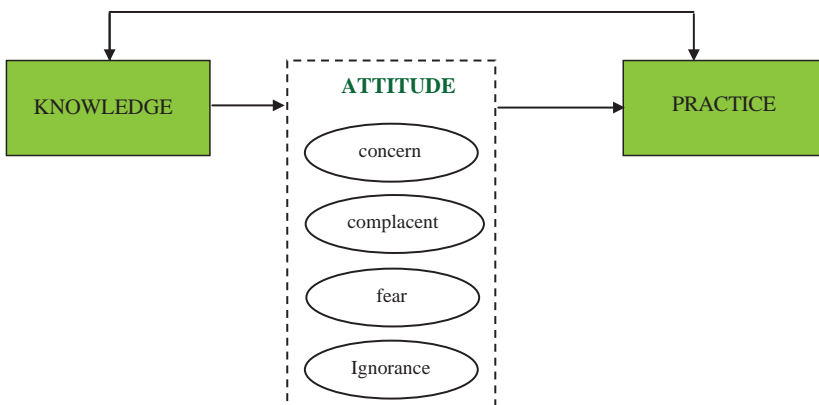 ATTITUDE
KNOWLEDGE
PRACTICE
concern
complacent
fear
Ignorance